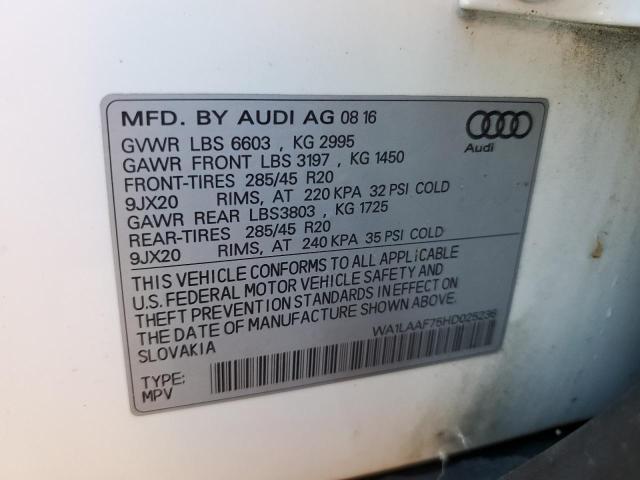 MFD. BY AUDI AG 08 16
Audi
GVWR LBS 6603 , KG 2995
GAWR FRONT LBS 3197 , KG 1450
FRONT-TIRES 285/45 R20
9JX20 RIMS, AT 220 KPA 32 PSI COLD
GAWR REAR LBS3803 , KG 1725
REAR-TIRES 285/45 R20
9JX20 RIMS, AT 240 KPA 35 PSI COLD
THIS VEHICLE CONFORMS TO ALL APPLICABLE
U.S. FEDERAL MOTOR VEHICLE SAFETY AND
THEFT PREVENTION STANDARDS IN EFFECT ON
THE DATE OF MANUFACTURE SHOWN ABOVE.
SLOVAKIA
WA1LAAF75HD025236
TYPE:
MPV